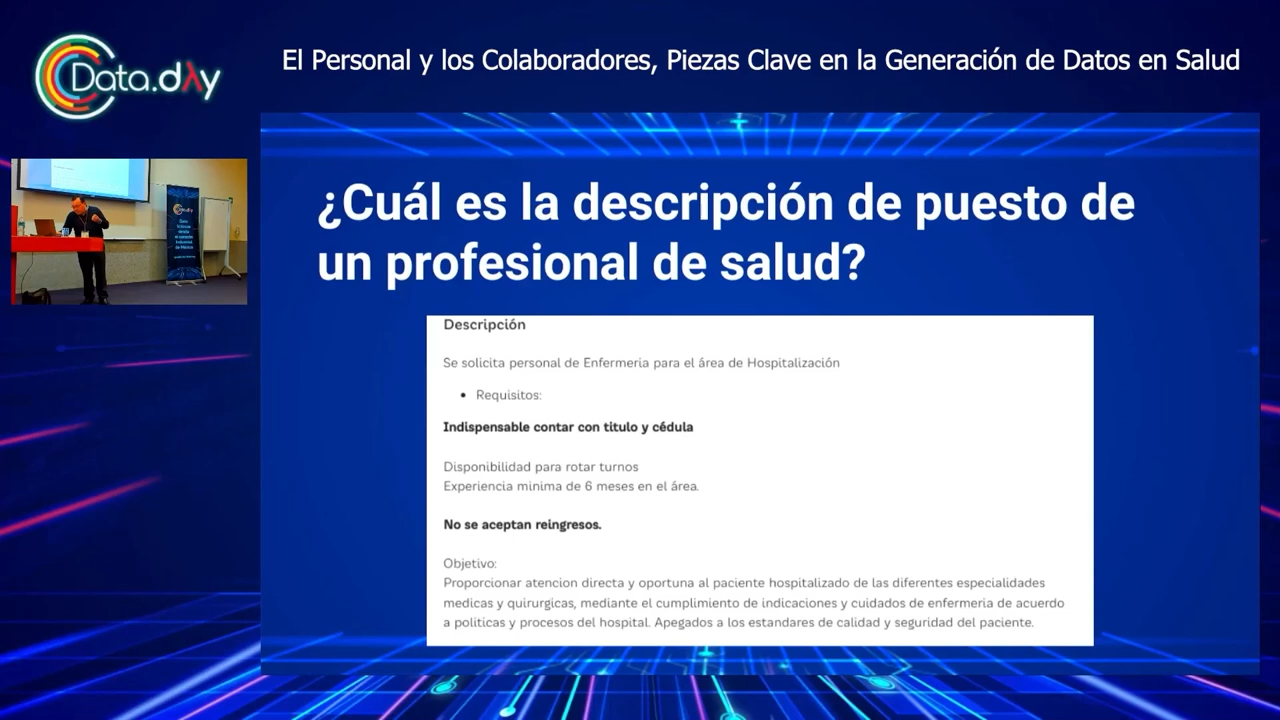 Data.dλy
El Personal y los Colaboradores, Piezas Clave en la Generación de Datos en Salud
¿Cuál es la descripción de puesto de
un profesional de salud?
Descripción
Se solicita personal de Enfermeria para el área de Hospitalización
• Requisitos:
Indispensable contar con titulo y cédula
Disponibilidad para rotar turnos
Experiencia minima de 6 meses en el área.
No se aceptan reingresos.
Objetivo:
Proporcionar atencion directa y oportuna al paciente hospitalizado de las diferentes especialidades
medicas y quirurgicas, mediante el cumplimiento de indicaciones y cuidados de enfermeria de acuerdo
a politicas y procesos del hospital. Apegados a los estandares de calidad y seguridad del paciente.